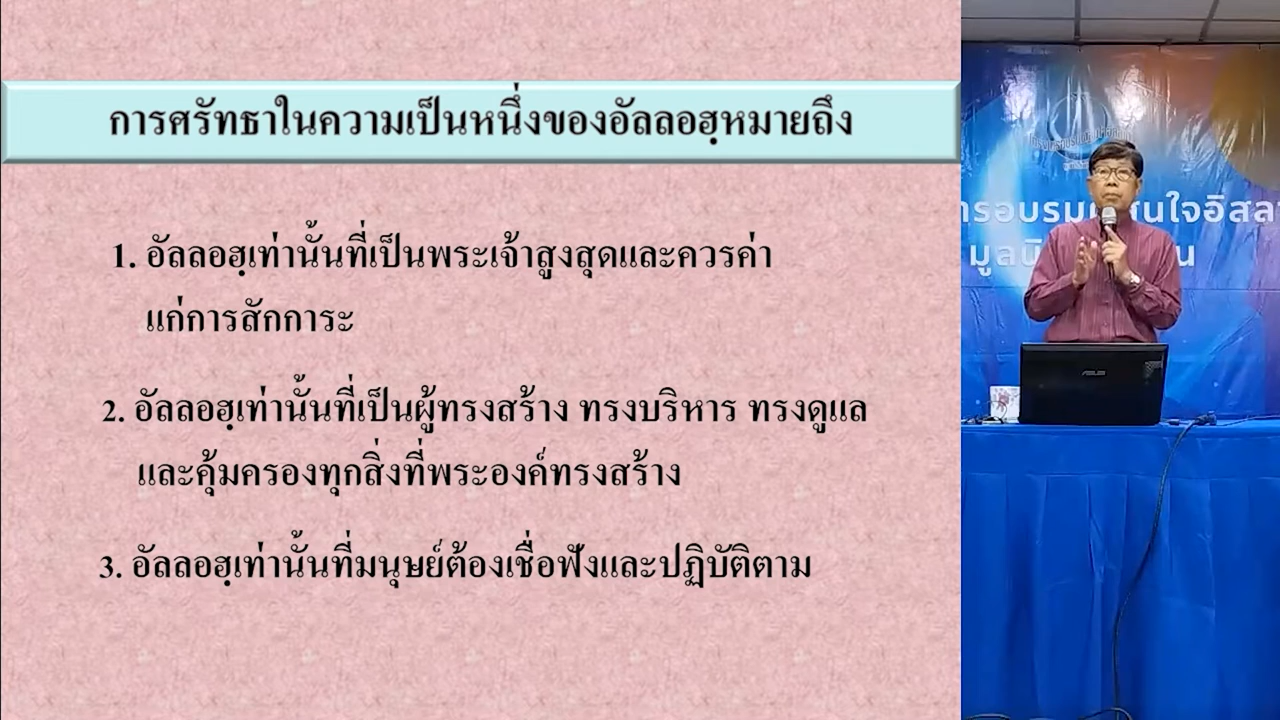 การศรัทธาในความเป็นหนึ่งของอัลลอฮฺหมายถึง
1. อัลลอฮฺเท่านั้นที่เป็นพระเจ้าสูงสุดและควรค่า
แก่การสักการะ
2. อัลลอฮฺเท่านั้นที่เป็นผู้ทรงสร้าง ทรงบริหาร ทรงดูแล
และคุ้มครองทุกสิ่งที่พระองค์ทรงสร้าง
3. อัลลอฮฺเท่านั้นที่มนุษย์ต้องเชื่อฟังและปฏิบัติตาม
ASUS